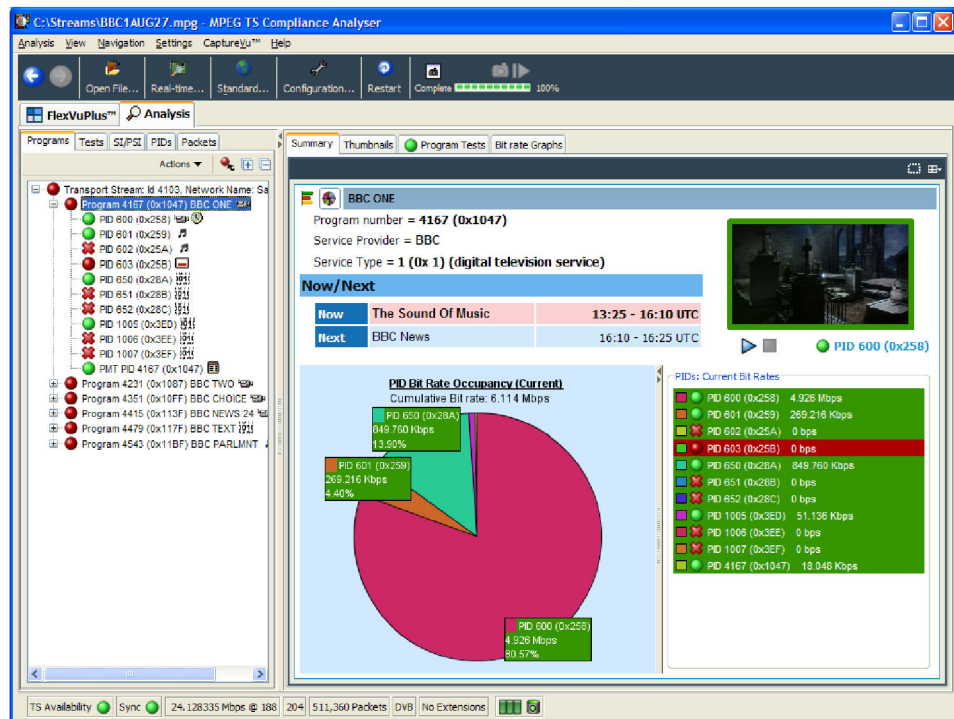 C:\Streams\BBC1AUG27.mpg - MPEG TS Compliance Analyser
Analysis View Navigation Settings CaptureVu™ Help
Open File... Real-time... Standard... Configuration... Restart Complete 100%
FlexVuPlus™ Analysis
Programs Tests SI/PSI PIDs Packets
Actions
Transport Stream: Id 4103, Network Name: Sa
Program 4167 (0x1047) BBC ONE
PID 600 (0x258)
PID 601 (0x259)
PID 602 (0x25A)
PID 603 (0x25B)
PID 650 (0x28A)
PID 651 (0x28B)
PID 652 (0x28C)
PID 1005 (0x3ED)
PID 1006 (0x3EE)
PID 1007 (0x3EF)
PMT PID 4167 (0x1047)
Program 4231 (0x1087) BBC TWO
Program 4351 (0x10FF) BBC CHOICE
Program 4415 (0x113F) BBC NEWS 24
Program 4479 (0x117F) BBC TEXT
Program 4543 (0x11BF) BBC PARLMNT
Summary Thumbnails Program Tests Bit rate Graphs
BBC ONE
Program number = 4167 (0x1047)
Service Provider = BBC
Service Type = 1 (0x 1) (digital television service)
Now/Next
Now The Sound Of Music 13:25 - 16:10 UTC
Next BBC News 16:10 - 16:25 UTC
PID 600 (0x258)
PID Bit Rate Occupancy (Current)
Cumulative Bit rate: 6.114 Mbps
PID 650 (0x28A)
849.760 Kbps
13.90%
PID 601 (0x259)
269.216 Kbps
4.40%
PID 600 (0x258)
4.926 Mbps
80.57%
PIDs: Current Bit Rates
PID 600 (0x258) 4.926 Mbps
PID 601 (0x259) 269.216 Kbps
PID 602 (0x25A) 0 bps
PID 603 (0x25B) 0 bps
PID 650 (0x28A) 849.760 Kbps
PID 651 (0x28B) 0 bps
PID 652 (0x28C) 0 bps
PID 1005 (0x3ED) 51.136 Kbps
PID 1006 (0x3EE) 0 bps
PID 1007 (0x3EF) 0 bps
PID 4167 (0x1047) 18.048 Kbps
TS Availability Sync 24.128335 Mbps @ 188 204 511,360 Packets DVB No Extensions